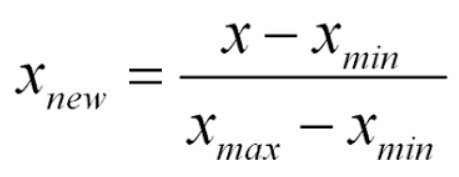 x_new = (x − x_min) / (x_max − x_min)